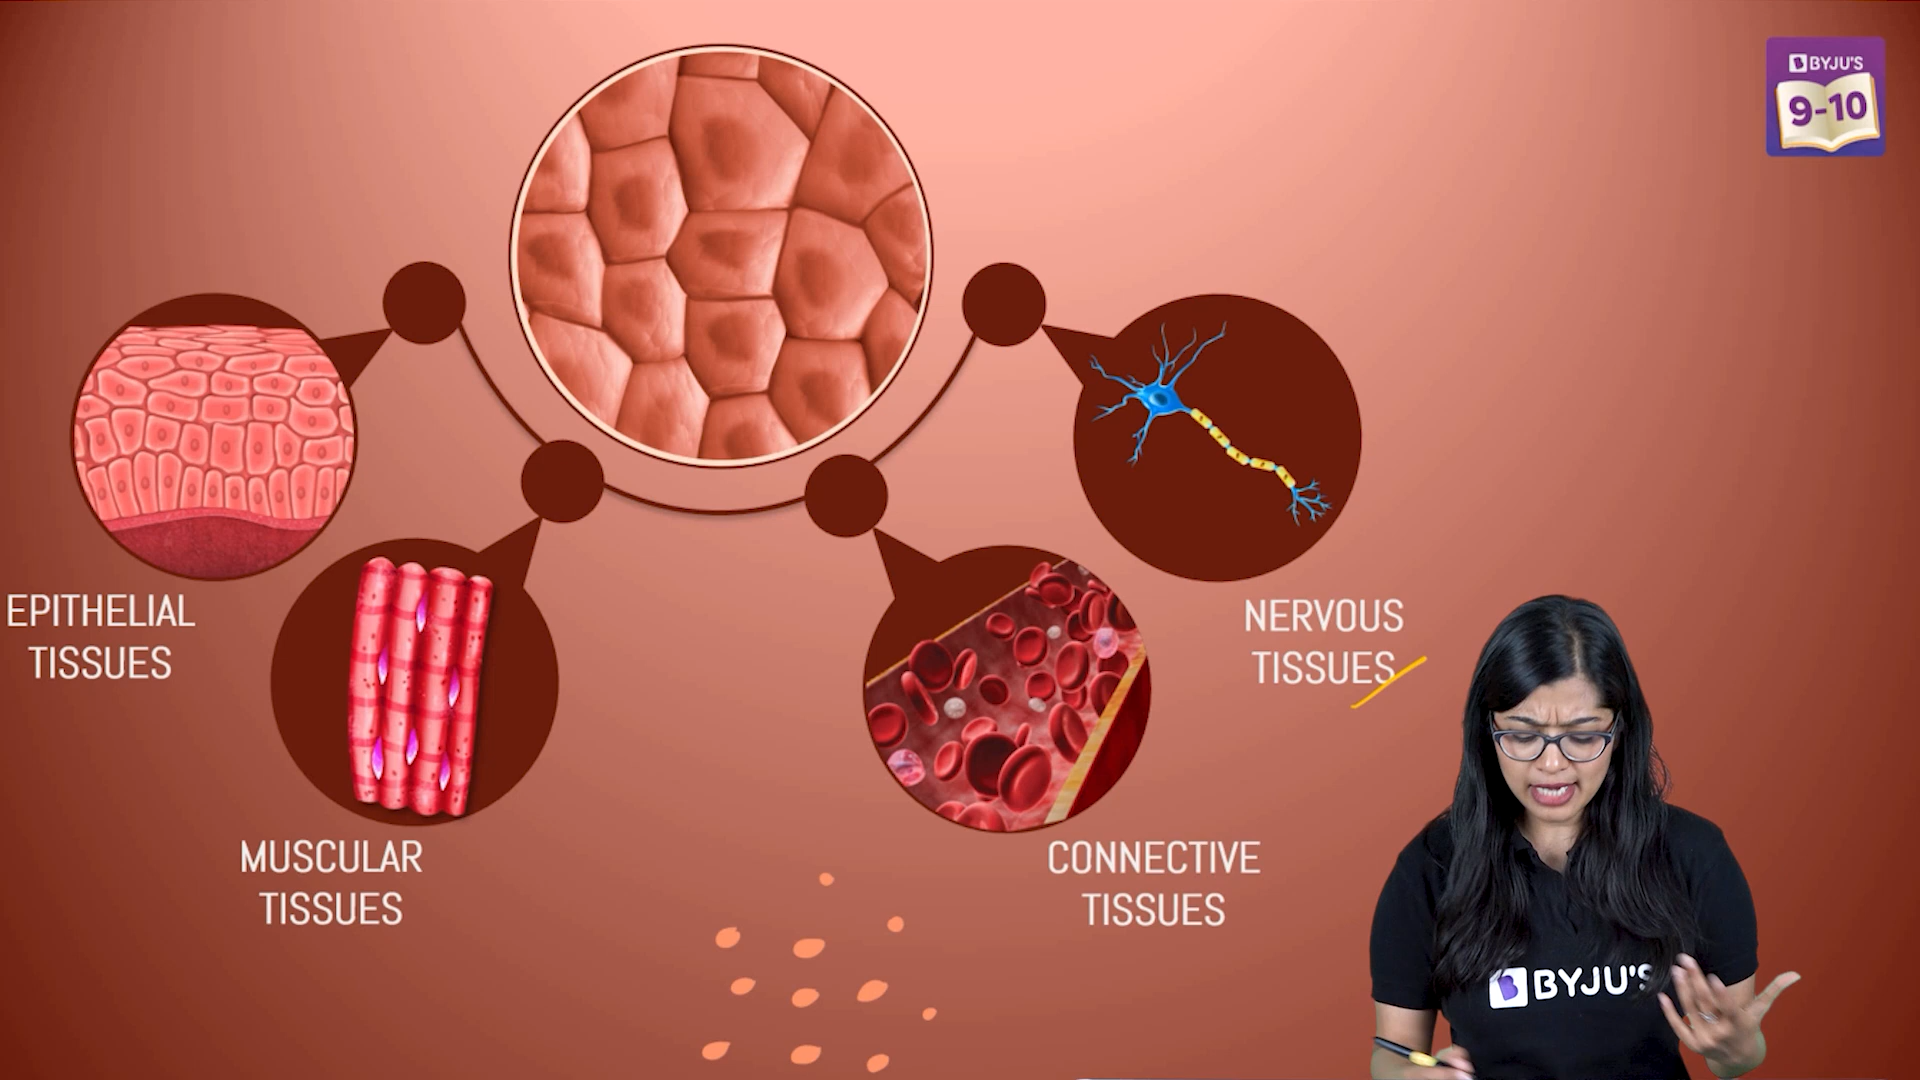 BYJU'S
9-10
EPITHELIAL
TISSUES
MUSCULAR
TISSUES
CONNECTIVE
TISSUES
NERVOUS
TISSUES
BYJU'S